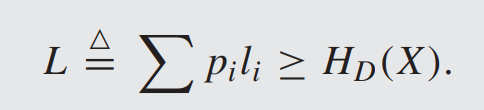 L ≜ ∑ pᵢlᵢ ≥ H_D(X).